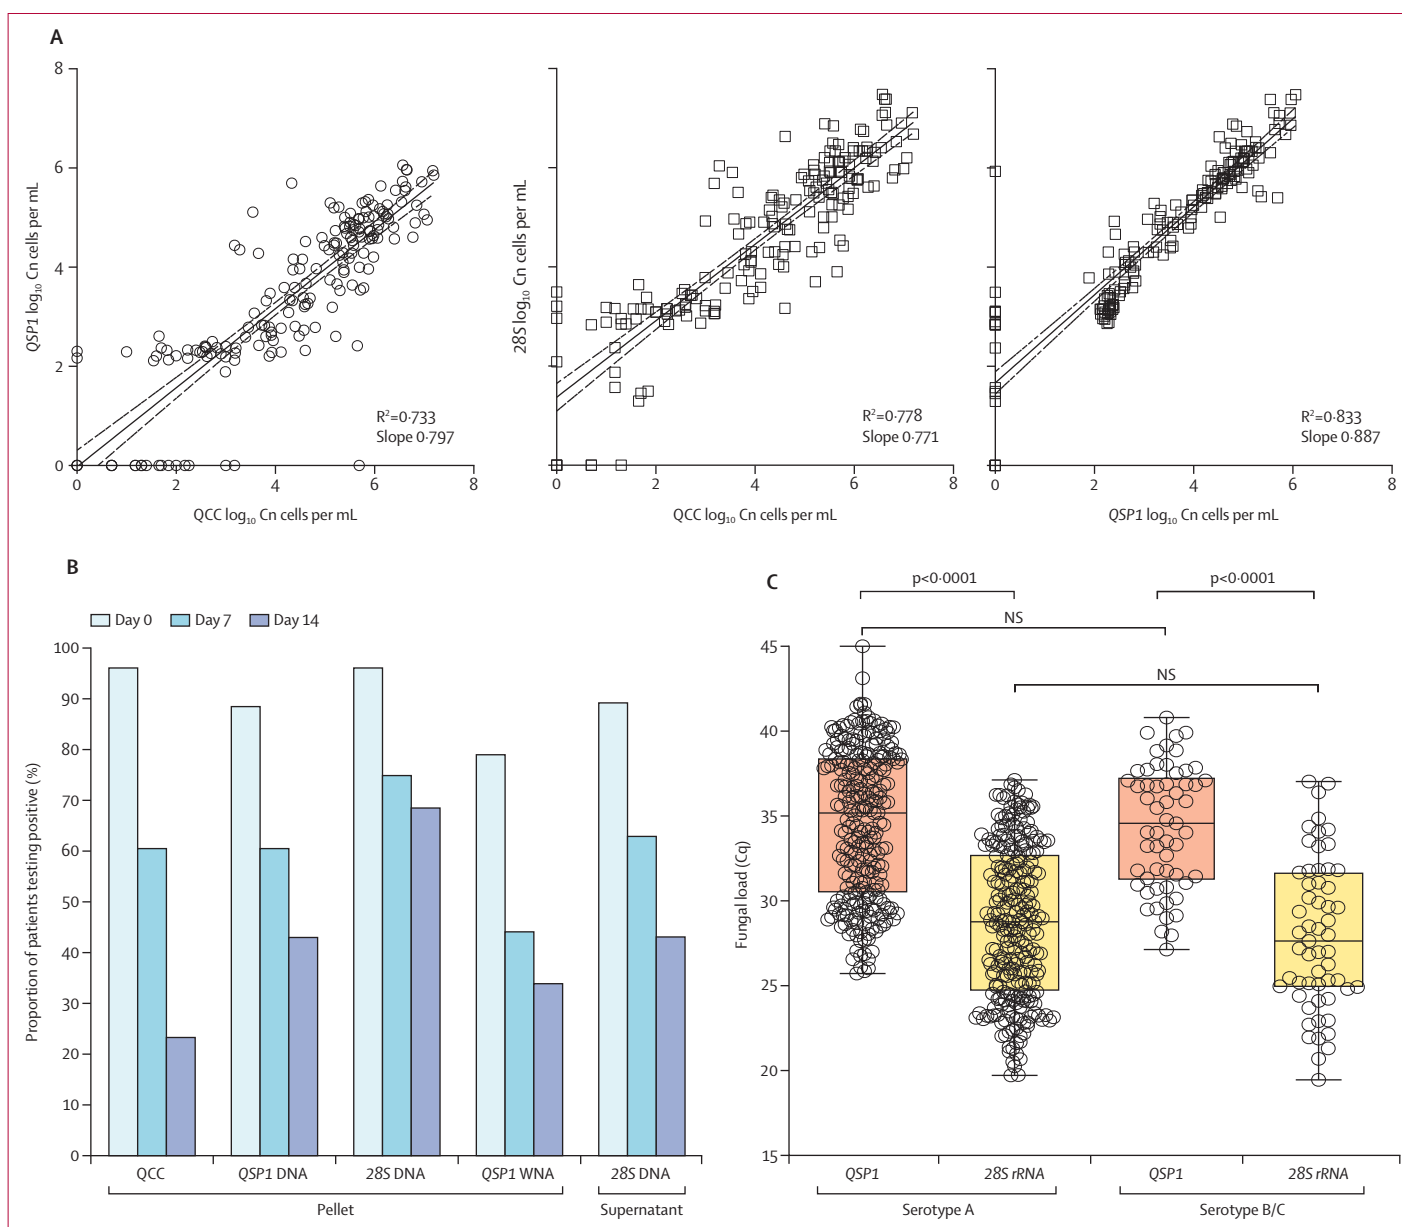 A
8
6
4
2
0
QSP1 log₁₀ Cn cells per mL
0 2 4 6 8
QCC log₁₀ Cn cells per mL
R²=0·733
Slope 0·797
28S log₁₀ Cn cells per mL
0 2 4 6 8
QCC log₁₀ Cn cells per mL
R²=0·778
Slope 0·771
0 2 4 6 8
QSP1 log₁₀ Cn cells per mL
R²=0·833
Slope 0·887
B
Day 0 Day 7 Day 14
100
90
80
70
60
50
40
30
20
10
0
Proportion of patients testing positive (%)
QCC QSP1 DNA 28S DNA QSP1 WNA 28S DNA
Pellet Supernatant
C
p<0·0001 p<0·0001
NS
NS
45
40
35
30
25
20
15
Fungal load (Cq)
QSP1 28S rRNA QSP1 28S rRNA
Serotype A Serotype B/C